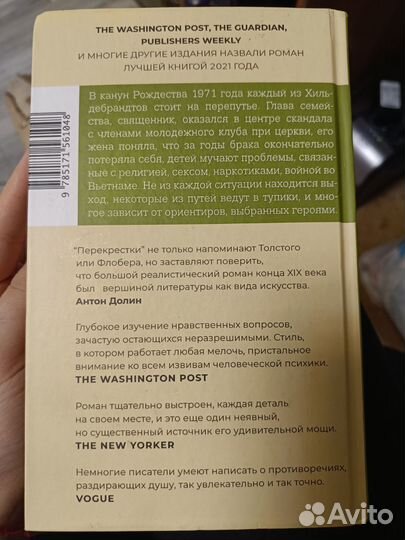 THE WASHINGTON POST, THE GUARDIAN,
PUBLISHERS WEEKLY
И МНОГИЕ ДРУГИЕ ИЗДАНИЯ НАЗВАЛИ РОМАН
ЛУЧШЕЙ КНИГОЙ 2021 ГОДА
В канун Рождества 1971 года каждый из Хиль-
дебрандтов стоит на перепутье. Глава семей-
ства, священник, оказался в центре скандала
с членами молодежного клуба при церкви, его
жена поняла, что за годы брака окончательно
потеряла себя, детей мучают проблемы, связан-
ные с религией, сексом, наркотиками, войной во
Вьетнаме. Не из каждой ситуации находится вы-
ход, некоторые из путей ведут в тупики, и мно-
гое зависит от ориентиров, выбранных героями.
9 785171 561048
"Перекрестки" не только напоминают Толстого
или Флобера, но заставляют поверить,
что большой реалистический роман конца XIX века
был вершиной литературы как вида искусства.
Антон Долин
Глубокое изучение нравственных вопросов,
зачастую остающихся неразрешимыми. Стиль,
в котором работает любая мелочь, пристальное
внимание ко всем извивам человеческой психики.
THE WASHINGTON POST
Роман тщательно выстроен, каждая деталь
на своем месте, и это еще один неявный,
но существенный источник его удивительной мощи.
THE NEW YORKER
Немногие писатели умеют написать о противоречиях,
раздирающих душу, так увлекательно и так точно.
VOGUE
Avito